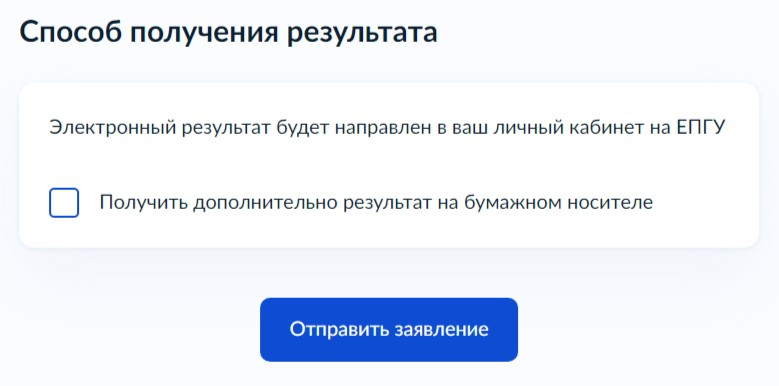 Способ получения результата
Электронный результат будет направлен в ваш личный кабинет на ЕПГУ
Получить дополнительно результат на бумажном носителе
Отправить заявление